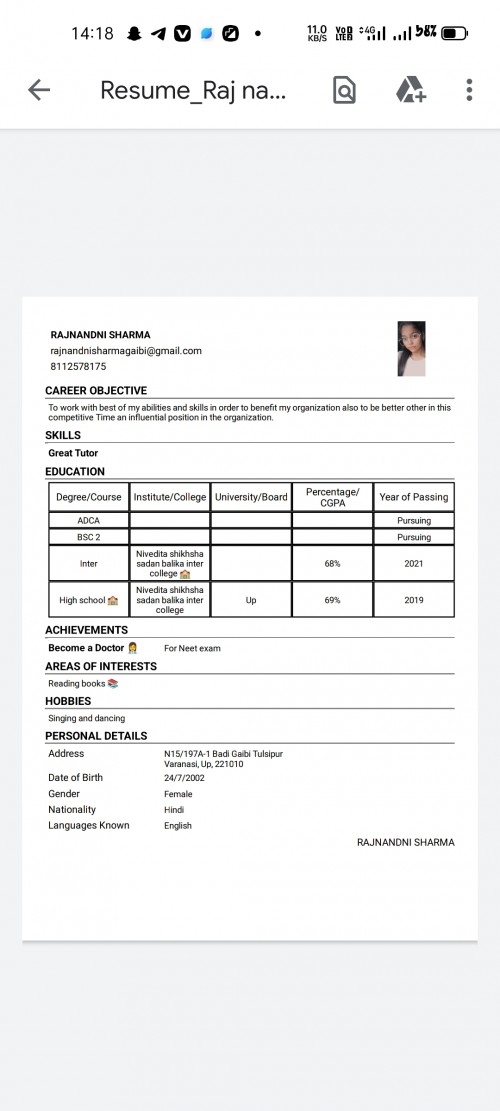 14:18
11.0 KB/S
VoD LTE2
4G
58%
Resume_Raj na...
RAJNANDNI SHARMA
rajnandnisharmagaibi@gmail.com
8112578175
CAREER OBJECTIVE
To work with best of my abilities and skills in order to benefit my organization also to be better other in this
competitive Time an influential position in the organization.
SKILLS
Great Tutor
EDUCATION
Degree/Course Institute/College University/Board Percentage/ CGPA Year of Passing
ADCA Pursuing
BSC 2 Pursuing
Inter Nivedita shikhsha sadan balika inter college 🏫 68% 2021
High school 🏫 Nivedita shikhsha sadan balika inter college Up 69% 2019
ACHIEVEMENTS
Become a Doctor 👩‍⚕️ For Neet exam
AREAS OF INTERESTS
Reading books 📚
HOBBIES
Singing and dancing
PERSONAL DETAILS
Address N15/197A-1 Badi Gaibi Tulsipur
Varanasi, Up, 221010
Date of Birth 24/7/2002
Gender Female
Nationality Hindi
Languages Known English
RAJNANDNI SHARMA